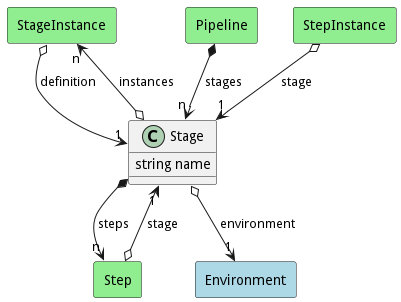 StageInstance
Pipeline
StepInstance
definition
n
instances
stages
stage
1
n
1
C Stage
string name
steps
1
stage
environment
n
1
Step
Environment